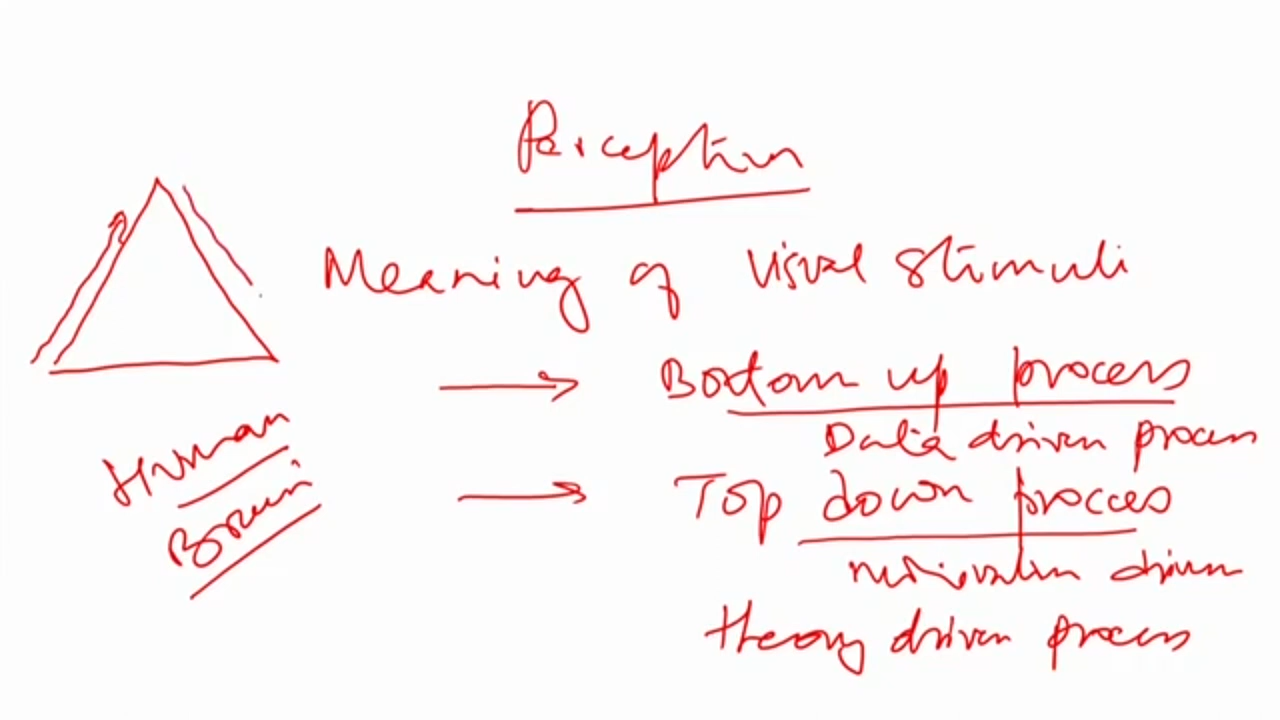 Perception
Meaning of visual stimuli
→ Bottom up process
Data driven process
→ Top down process
motivation driven
theory driven process
Human
Brain